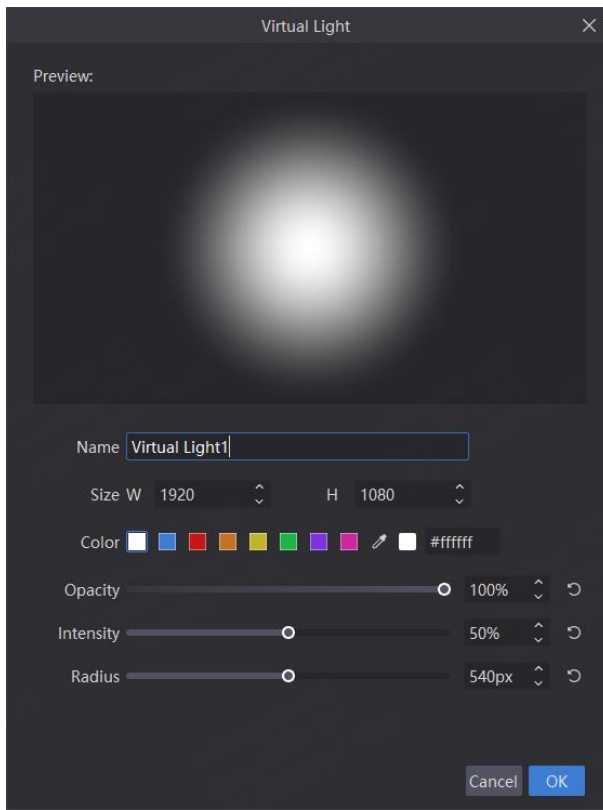 Virtual Light
Preview:
Name Virtual Light1
Size W 1920 H 1080
Color #ffffff
Opacity 100%
Intensity 50%
Radius 540px
Cancel OK